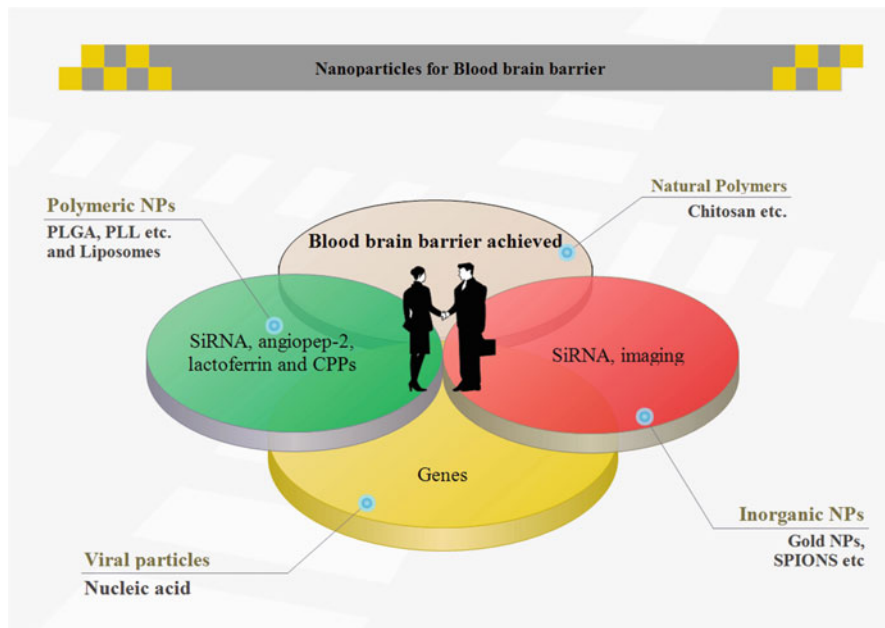 Nanoparticles for Blood brain barrier
Natural Polymers
Chitosan etc.
Polymeric NPs
PLGA, PLL etc.
and Liposomes
Blood brain barrier achieved
SiRNA, angiopep-2,
lactoferrin and CPPs
SiRNA, imaging
Genes
Inorganic NPs
Gold NPs,
SPIONS etc
Viral particles
Nucleic acid